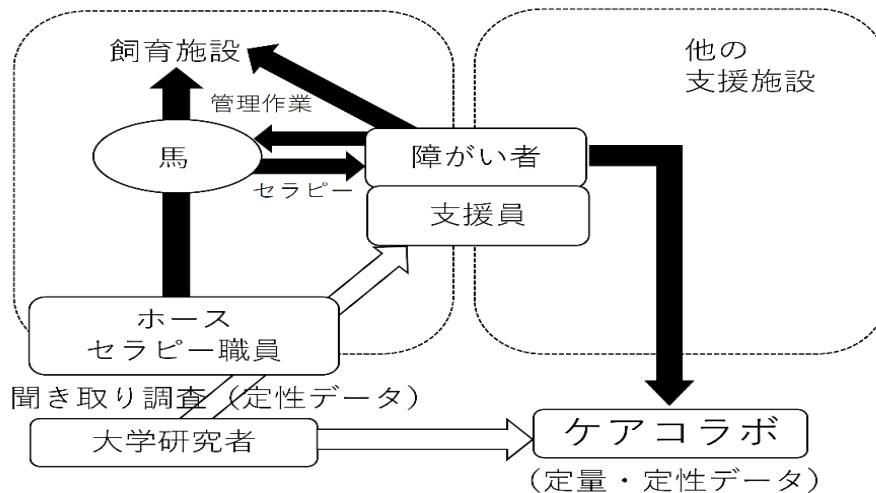 飼育施設
他の
支援施設
管理作業
馬
障がい者
セラピー
支援員
ホース
セラピー職員
聞き取り調査（定性データ）
大学研究者
ケアコラボ
（定量・定性データ）